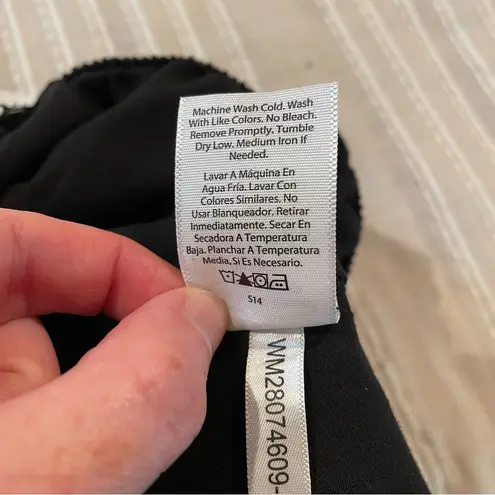 Machine Wash Cold. Wash
With Like Colors. No Bleach.
Remove Promptly. Tumble
Dry Low. Medium Iron If
Needed.
Lavar A Máquina En
Agua Fría. Lavar Con
Colores Similares. No
Usar Blanqueador. Retirar
Inmediatamente. Secar En
Secadora A Temperatura
Baja. Planchar A Temperatura
Media, Si Es Necesario.
S14
WM28074609-